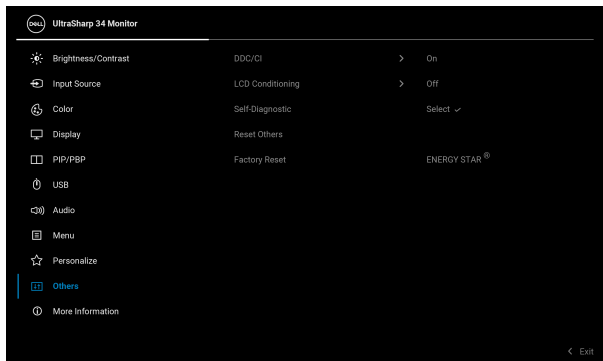 DELL UltraSharp 34 Monitor
Brightness/Contrast DDC/CI > On
Input Source LCD Conditioning > Off
Color Self-Diagnostic Select ✓
Display Reset Others
PIP/PBP Factory Reset ENERGY STAR ®
USB
Audio
Menu
Personalize
Others
More Information
< Exit